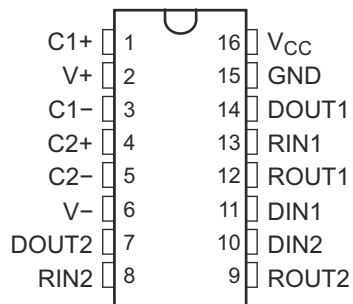 C1+ 1 16 VCC
V+ 2 15 GND
C1− 3 14 DOUT1
C2+ 4 13 RIN1
C2− 5 12 ROUT1
V− 6 11 DIN1
DOUT2 7 10 DIN2
RIN2 8 9 ROUT2